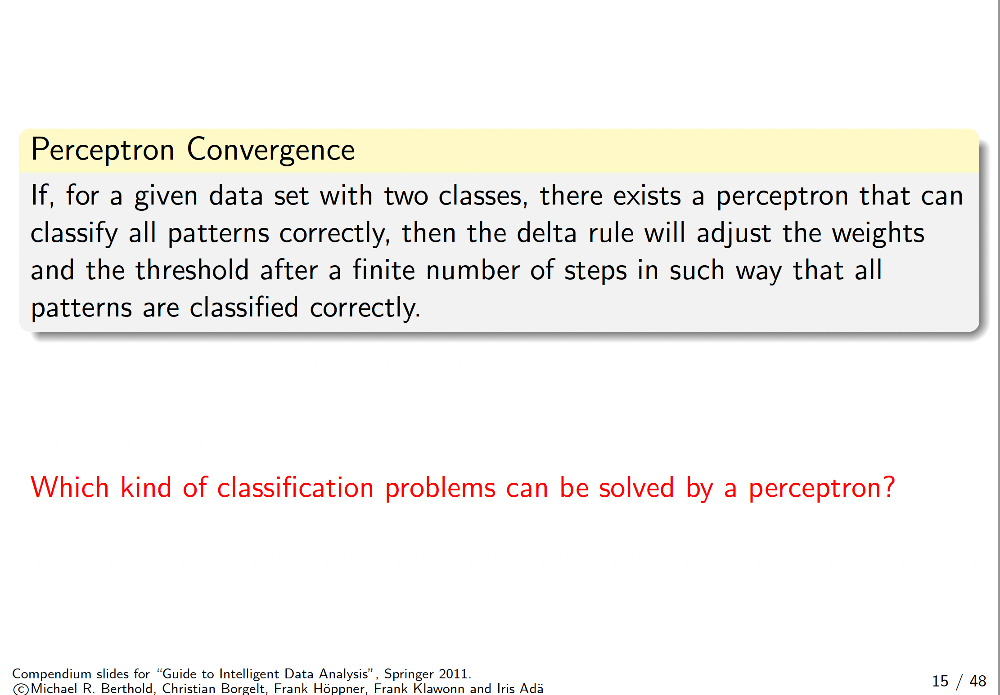 Perceptron Convergence
If, for a given data set with two classes, there exists a perceptron that can
classify all patterns correctly, then the delta rule will adjust the weights
and the threshold after a finite number of steps in such way that all
patterns are classified correctly.
Which kind of classification problems can be solved by a perceptron?
Compendium slides for “Guide to Intelligent Data Analysis”, Springer 2011.
©Michael R. Berthold, Christian Borgelt, Frank Höppner, Frank Klawonn and Iris Adä
15 / 48